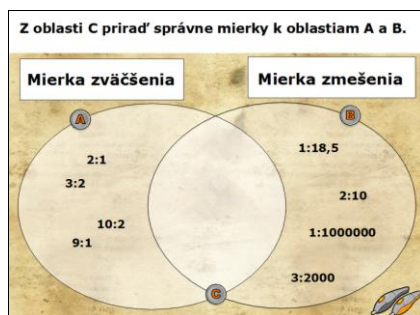 Z oblasti C priraď správne mierky k oblastiam A a B.
Mierka zväčšenia
Mierka zmešenia
A
B
2:1
3:2
10:2
9:1
1:18,5
2:10
1:1000000
3:2000
C